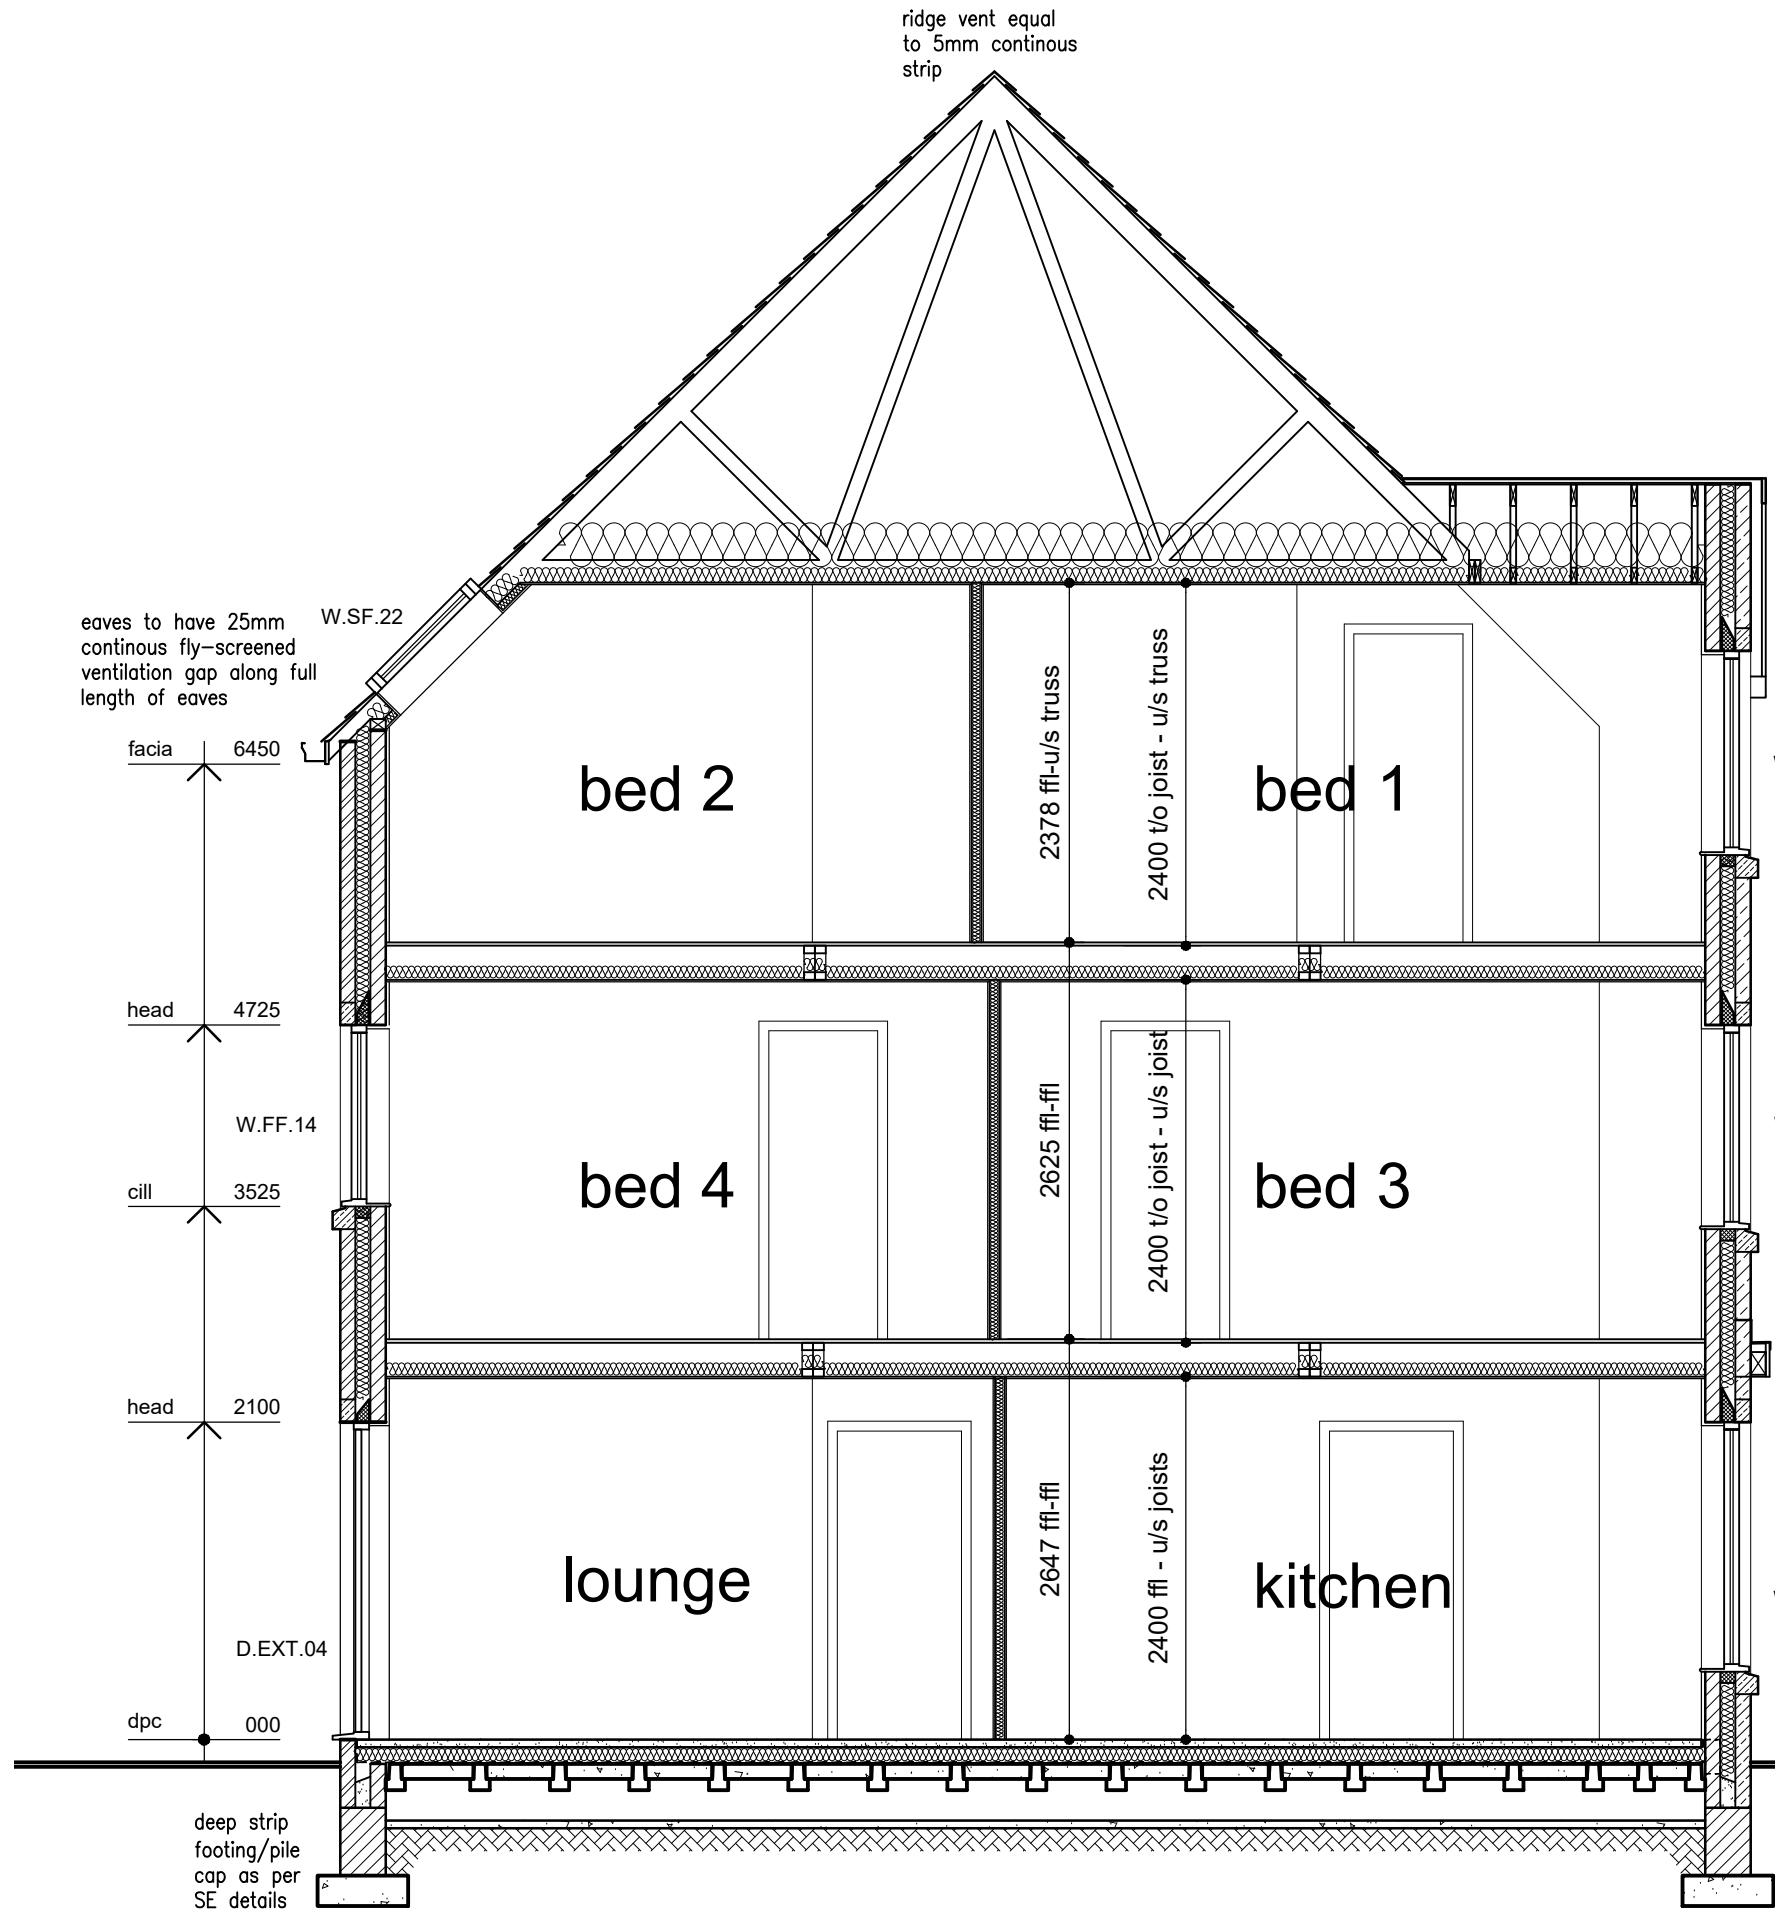 ridge vent equal
to 5mm continous
strip
eaves to have 25mm
continous fly-screened
ventilation gap along full
length of eaves
W.SF.22
facia 6450
bed 2
2378 ffl-u/s truss
2400 t/o joist - u/s truss
bed 1
head 4725
W.FF.14
cill 3525
bed 4
2625 ffl-ffl
2400 t/o joist - u/s joist
bed 3
head 2100
lounge
2647 ffl-ffl
2400 ffl - u/s joists
kitchen
D.EXT.04
dpc 000
deep strip
footing/pile
cap as per
SE details